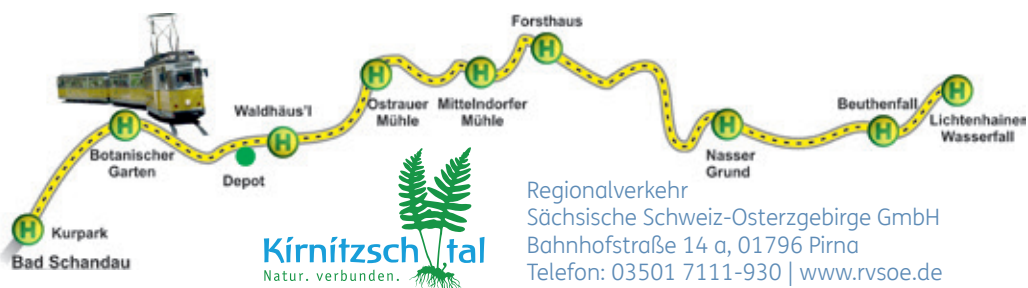 Forsthaus
Waldhäus'l
Ostrauer
Mühle
Mittelndorfer
Mühle
Beuthenfall
Lichtenhainer
Wasserfall
Botanischer
Garten
Depot
Nasser
Grund
Kurpark
Bad Schandau
H
H
H
H
H
H
H
H
H
Kirnitzschtal
Natur. verbunden.
Regionalverkehr
Sächsische Schweiz-Osterzgebirge GmbH
Bahnhofstraße 14 a, 01796 Pirna
Telefon: 03501 7111-930 | www.rvsoe.de